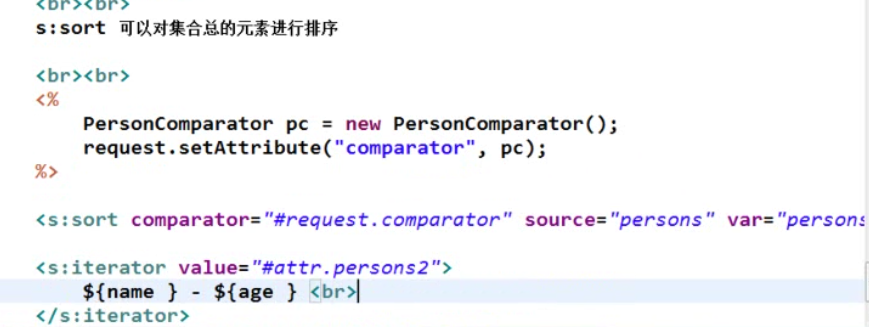 <br><br>
s:sort 可以对集合总的元素进行排序
<br><br>
<%
PersonComparator pc = new PersonComparator();
request.setAttribute("comparator", pc);
%>
<s:sort comparator="#request.comparator" source="persons" var="persons
<s:iterator value="#attr.persons2">
${name } - ${age } <br>
</s:iterator>